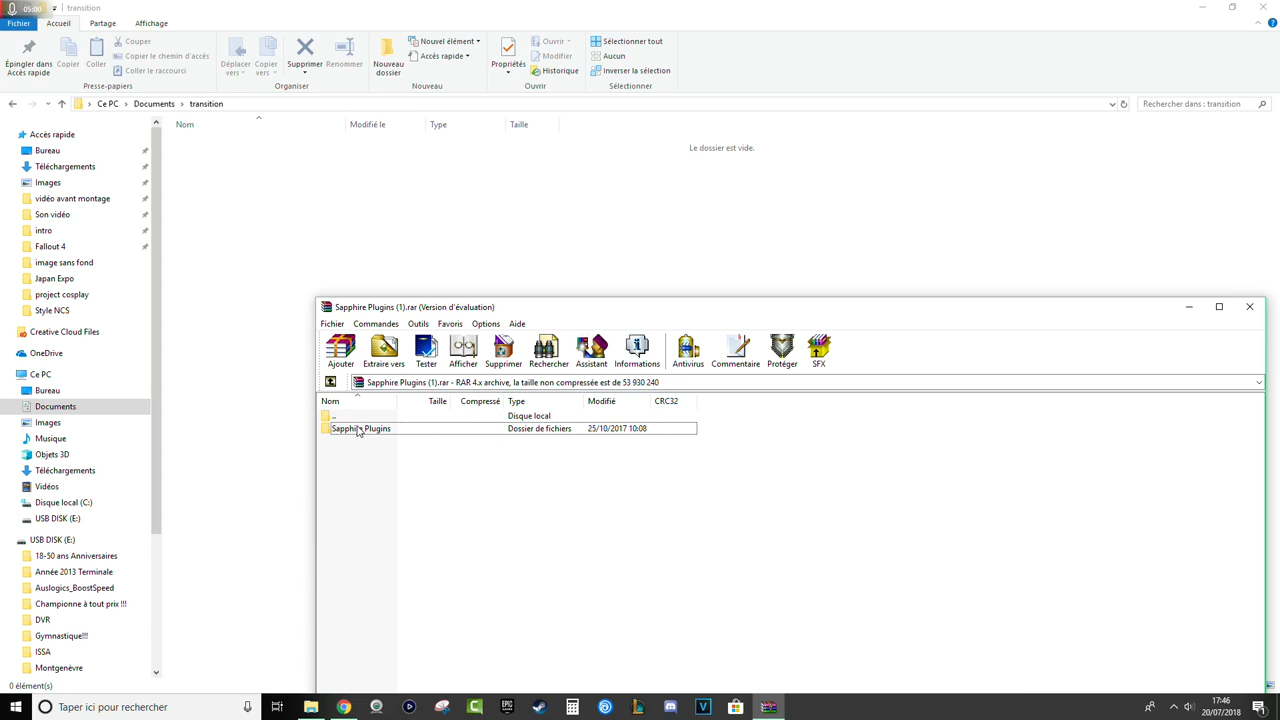 05:00 transition
Fichier Accueil Partage Affichage
Épingler dans Accès rapide
Copier
Coller
Couper
Copier le chemin d'accès
Coller le raccourci
Presse-papiers
Déplacer vers
Copier vers
Supprimer
Renommer
Organiser
Nouveau dossier
Nouvel élément
Accès rapide
Nouveau
Propriétés
Ouvrir
Modifier
Historique
Ouvrir
Sélectionner tout
Aucun
Inverser la sélection
Sélectionner
Ce PC Documents transition
Rechercher dans : transition
Nom Modifié le Type Taille
Le dossier est vide.
Accès rapide
Bureau
Téléchargements
Images
vidéo avant montage
Son vidéo
intro
Fallout 4
image sans fond
Japan Expo
project cosplay
Style NCS
Creative Cloud Files
OneDrive
Ce PC
Bureau
Documents
Images
Musique
Objets 3D
Téléchargements
Vidéos
Disque local (C:)
USB DISK (E:)
USB DISK (E:)
18-50 ans Anniversaires
Année 2013 Terminale
Auslogics_BoostSpeed
Championne à tout prix !!!
DVR
Gymnastique!!!
ISSA
Montgenèvre
0 élément(s)
Sapphire Plugins (1).rar (Version d'évaluation)
Fichier Commandes Outils Favoris Options Aide
Ajouter Extraire vers Tester Afficher Supprimer Rechercher Assistant Informations Antivirus Commentaire Protéger SFX
Sapphire Plugins (1).rar - RAR 4.x archive, la taille non compressée est de 53 930 240
Nom Taille Compressé Type Modifié CRC32
.. Disque local
Sapphire Plugins Dossier de fichiers 25/10/2017 10:08
Taper ici pour rechercher
EPIC
17:46
20/07/2018